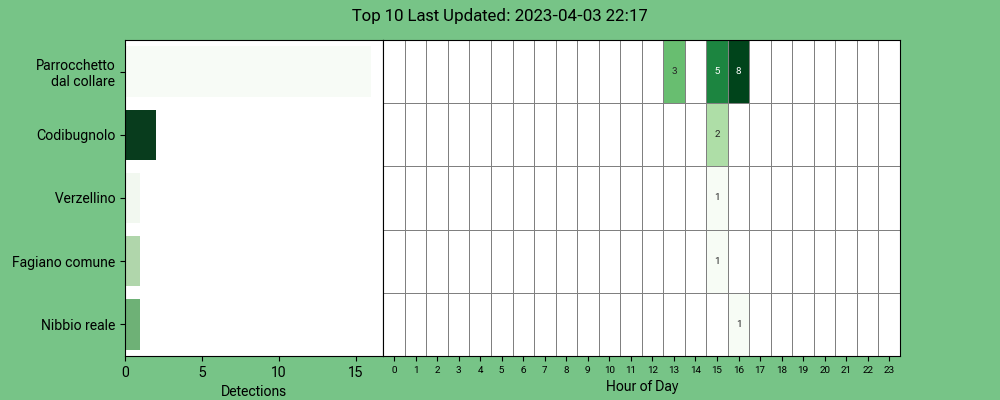 Top 10 Last Updated: 2023-04-03 22:17
Parrocchetto
dal collare
3 5 8
Codibugnolo
2
Verzellino
1
Fagiano comune
1
Nibbio reale
1
0 5 10 15
0 1 2 3 4 5 6 7 8 9 10 11 12 13 14 15 16 17 18 19 20 21 22 23
Detections
Hour of Day